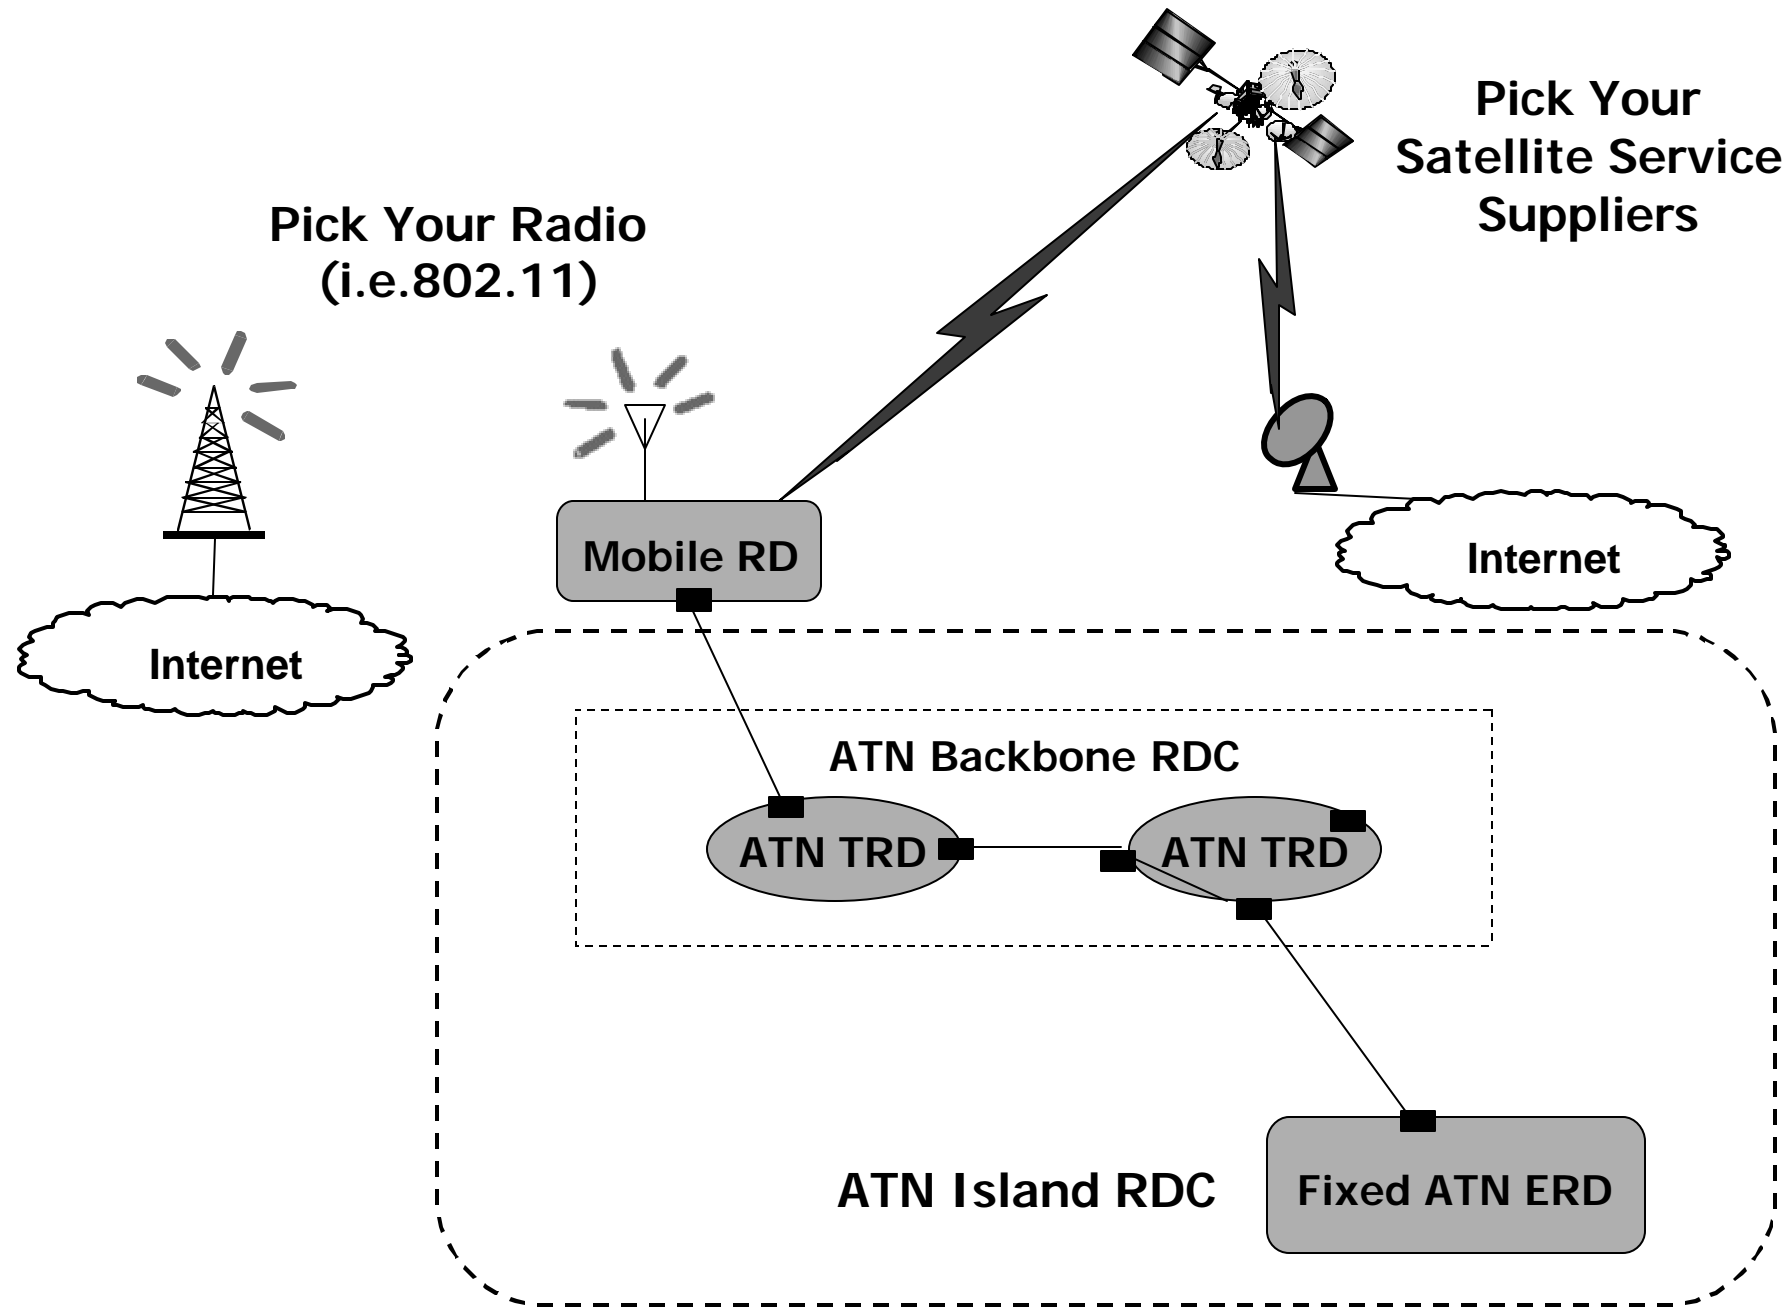 Pick Your
Satellite Service
Suppliers
Pick Your Radio
(i.e.802.11)
Mobile RD
Internet
Internet
ATN Backbone RDC
ATN TRD
ATN TRD
ATN Island RDC
Fixed ATN ERD